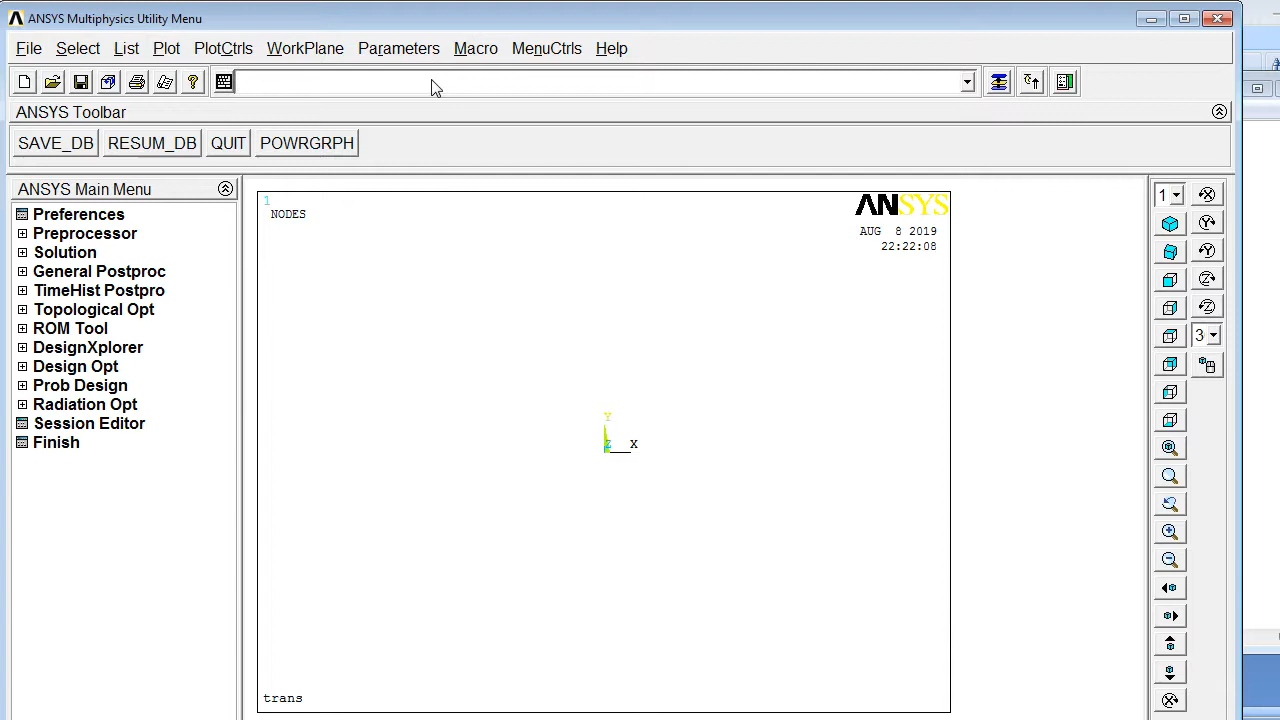 ANSYS Multiphysics Utility Menu
File Select List Plot PlotCtrls WorkPlane Parameters Macro MenuCtrls Help
?
ANSYS Toolbar
SAVE_DB RESUM_DB QUIT POWRGRPH
ANSYS Main Menu
Preferences
Preprocessor
Solution
General Postproc
TimeHist Postpro
Topological Opt
ROM Tool
DesignXplorer
Design Opt
Prob Design
Radiation Opt
Session Editor
Finish
1
NODES
ANSYS
AUG 8 2019
22:22:08
Y
Z X
trans
1
3